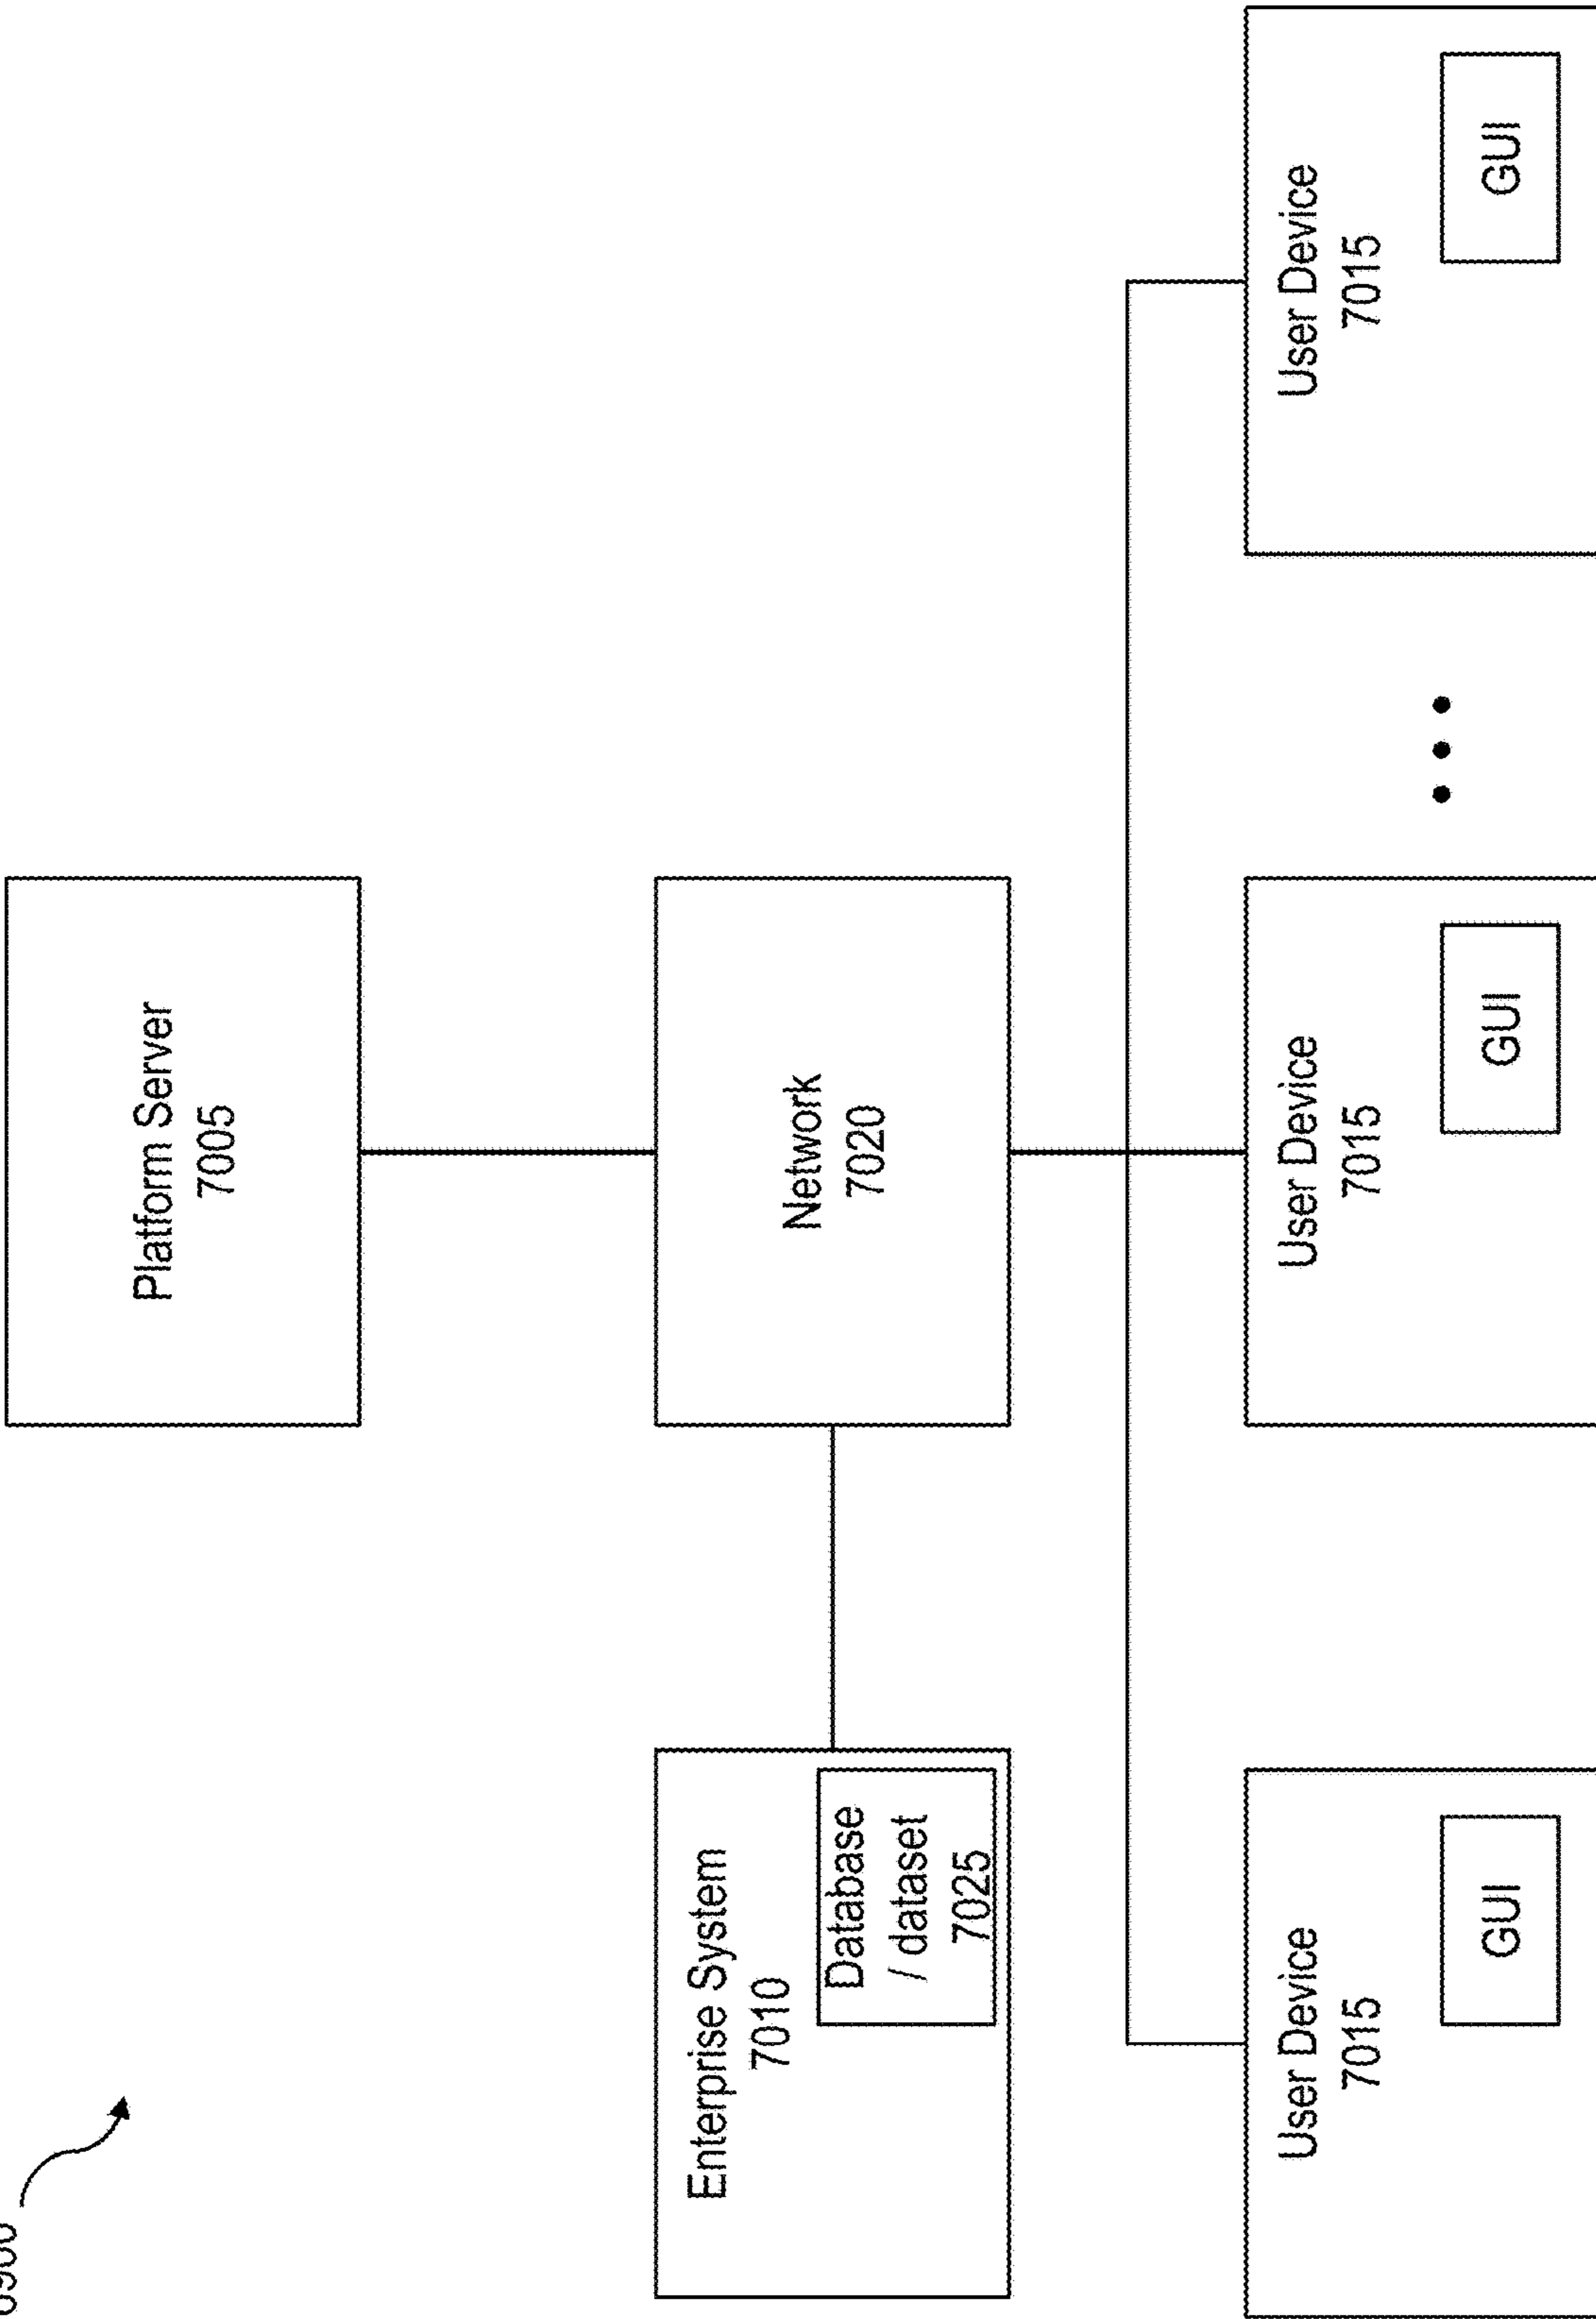 Platform Server
7005
Enterprise System
7010
Database
/ dataset
7025
Network
7020
User Device
7015
GUI
User Device
7015
GUI
User Device
7015
GUI